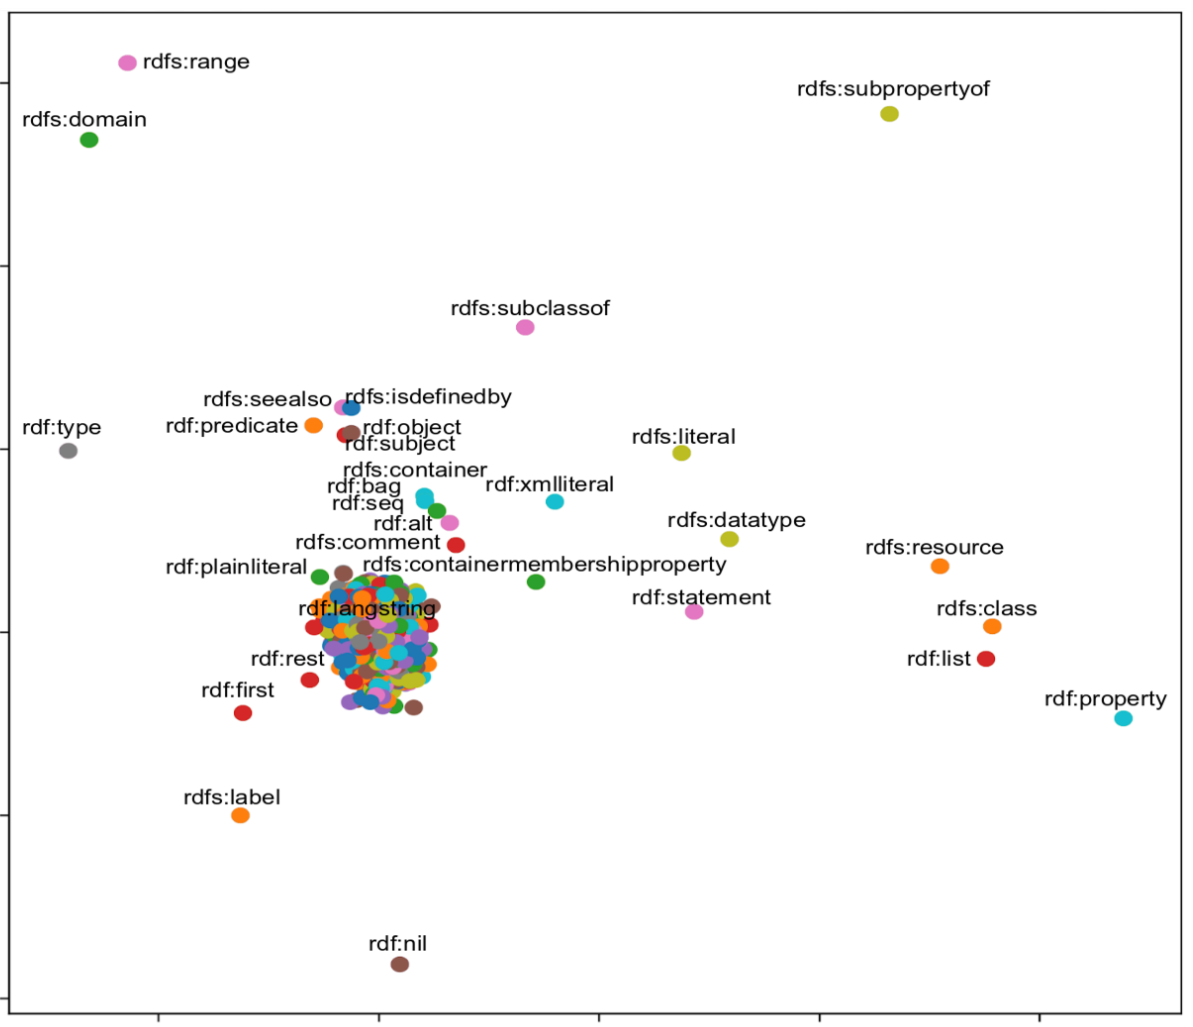 rdfs:range
rdfs:subpropertyof
rdfs:domain
rdfs:subclassof
rdfs:seealso
rdfs:isdefinedby
rdf:predicate
rdf:object
rdf:type
rdfs:literal
rdf:subject
rdfs:container
rdf:bag
rdf:xmlliteral
rdf:seq
rdf:alt
rdfs:datatype
rdfs:comment
rdfs:resource
rdf:plainliteral
rdfs:containermembershipproperty
rdf:statement
rdf:langstring
rdfs:class
rdf:rest
rdf:list
rdf:first
rdf:property
rdfs:label
rdf:nil